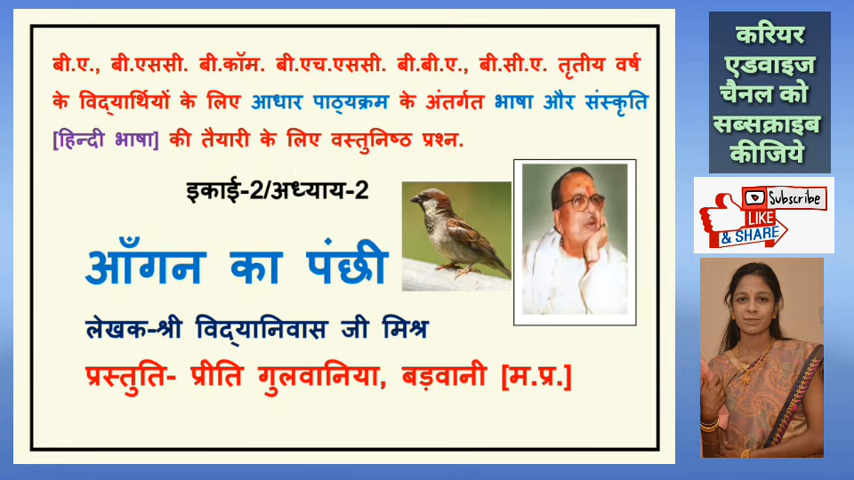 बी.ए., बी.एससी. बी.कॉम. बी.एच.एससी. बी.बी.ए., बी.सी.ए. तृतीय वर्ष
के विद्यार्थियों के लिए आधार पाठ्यक्रम के अंतर्गत भाषा और संस्कृति
[हिन्दी भाषा] की तैयारी के लिए वस्तुनिष्ठ प्रश्न.
इकाई-2/अध्याय-2
आँगन का पंछी
लेखक-श्री विद्यानिवास जी मिश्र
प्रस्तुति- प्रीति गुलवानिया, बड़वानी [म.प्र.]
करियर
एडवाइज
चैनल को
सब्सक्राइब
कीजिये
Subscribe
LIKE
& SHARE